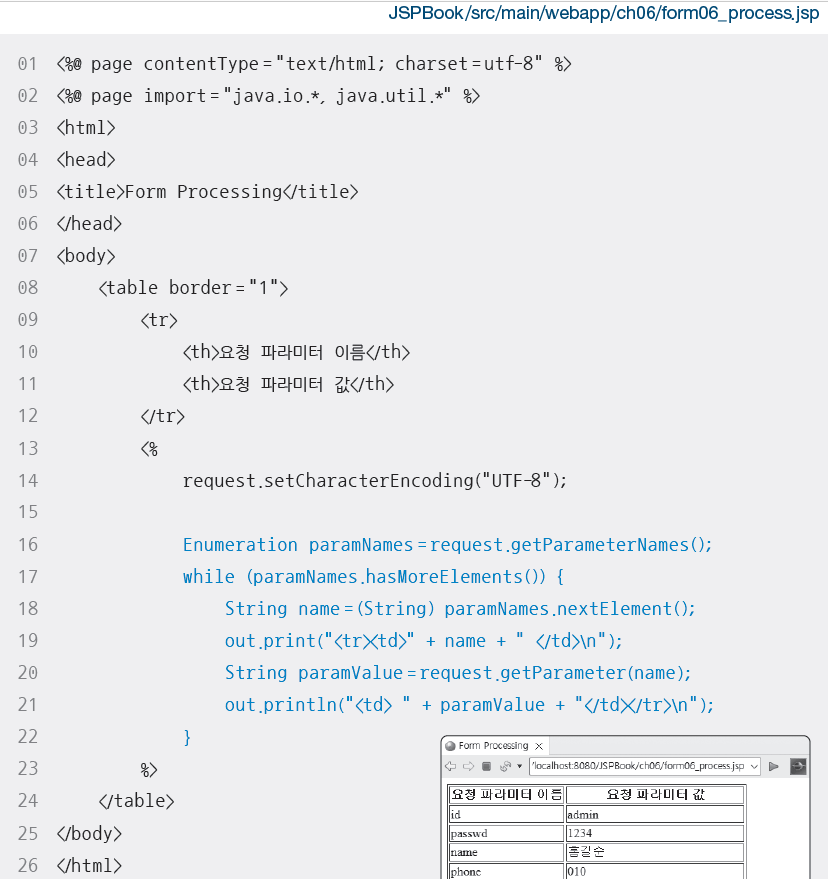 JSPBook/src/main/webapp/ch06/form06_process.jsp
01 <%@ page contentType="text/html; charset=utf-8" %>
02 <%@ page import="java.io.*, java.util.*" %>
03 <html>
04 <head>
05 <title>Form Processing</title>
06 </head>
07 <body>
08 <table border="1">
09 <tr>
10 <th>요청 파라미터 이름</th>
11 <th>요청 파라미터 값</th>
12 </tr>
13 <%
14 request.setCharacterEncoding("UTF-8");
15
16 Enumeration paramNames=request.getParameterNames();
17 while (paramNames.hasMoreElements()) {
18 String name=(String) paramNames.nextElement();
19 out.print("<tr><td>" + name + " </td>\n");
20 String paramValue=request.getParameter(name);
21 out.println("<td> " + paramValue + "</td></tr>\n");
22 }
23 %>
24 </table>
25 </body>
26 </html>
Form Processing
'localhost:8080/JSPBook/ch06/form06_process.jsp
요청 파라미터 이름 요청 파라미터 값
id admin
passwd 1234
name 홍길순
phone 010